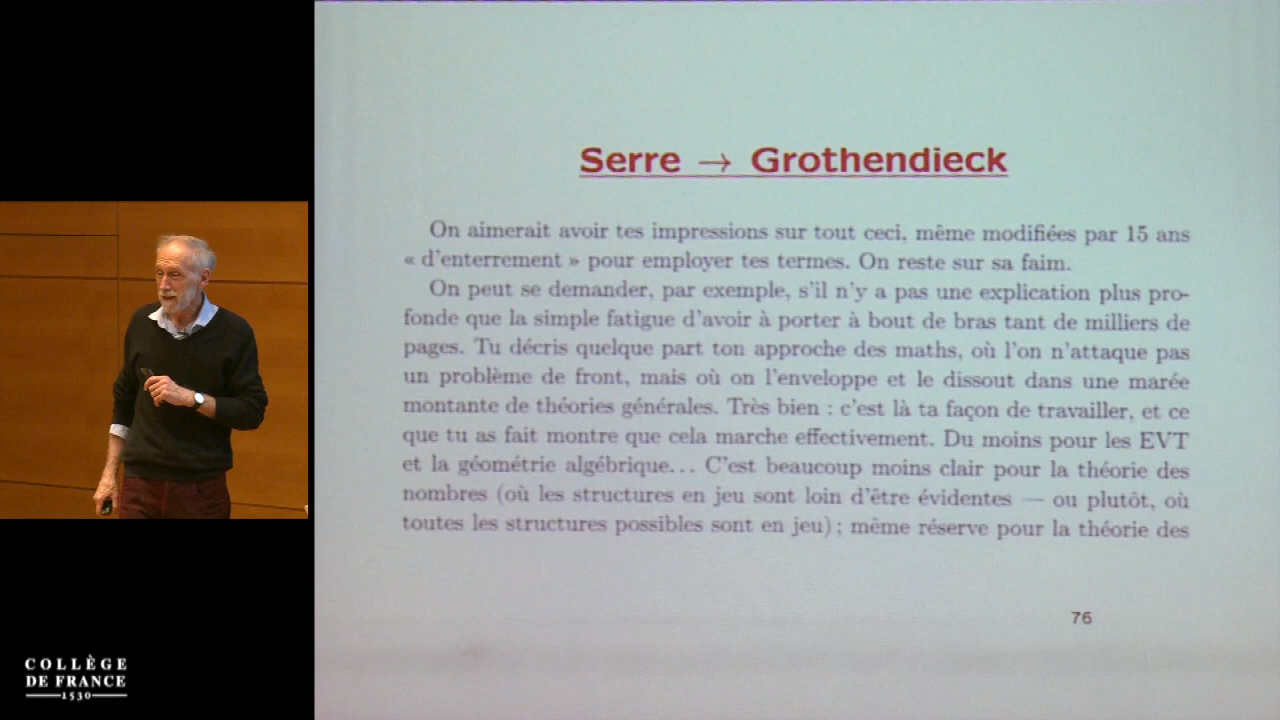 Serre → Grothendieck
On aimerait avoir tes impressions sur tout ceci, même modifiées par 15 ans
« d'enterrement » pour employer tes termes. On reste sur sa faim.
On peut se demander, par exemple, s'il n'y a pas une explication plus pro-
fonde que la simple fatigue d'avoir à porter à bout de bras tant de milliers de
pages. Tu décris quelque part ton approche des maths, où l'on n'attaque pas
un problème de front, mais où on l'enveloppe et le dissout dans une marée
montante de théories générales. Très bien : c'est là ta façon de travailler, et ce
que tu as fait montre que cela marche effectivement. Du moins pour les EVT
et la géométrie algébrique... C'est beaucoup moins clair pour la théorie des
nombres (où les structures en jeu sont loin d'être évidentes — ou plutôt, où
toutes les structures possibles sont en jeu) ; même réserve pour la théorie des
76
COLLÈGE
DE FRANCE
1530